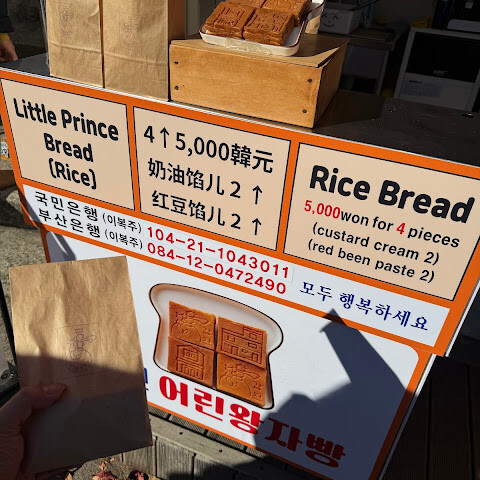 Little Prince
Bread
(Rice)
4↑5,000韓元
奶油馅儿 2 ↑
红豆馅儿 2 ↑
Rice Bread
5,000won for 4 pieces
(custard cream 2)
(red been paste 2)
국민은행 (이복주) 104-21-1043011
부산은행 (이복주) 084-12-0472490
모두 행복하세요
어린왕자빵